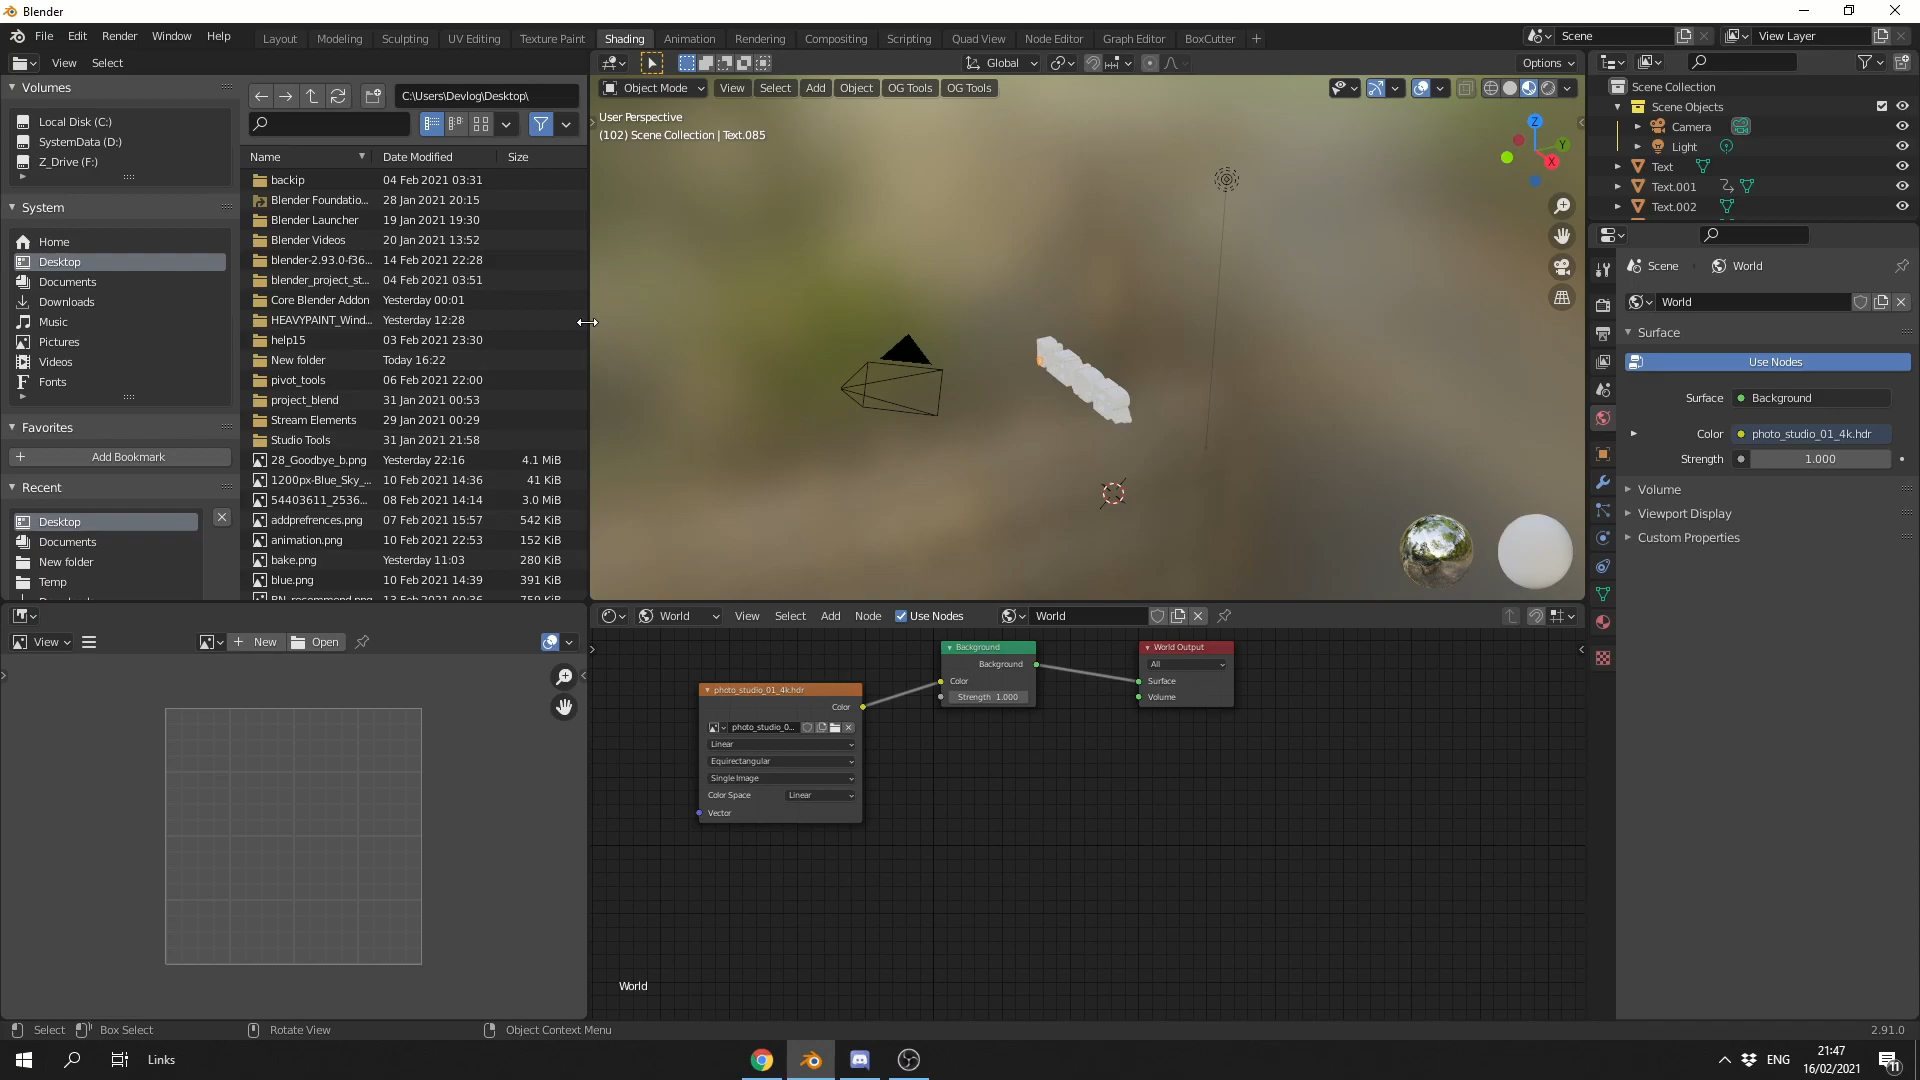 Blender
File Edit Render Window Help
Layout Modeling Sculpting UV Editing Texture Paint Shading Animation Rendering Compositing Scripting Quad View Node Editor Graph Editor BoxCutter +
Scene
View Layer
View Select
Global
Options
Volumes
Local Disk (C:)
SystemData (D:)
Z_Drive (F:)
System
Home
Desktop
Documents
Downloads
Music
Pictures
Videos
Fonts
Favorites
Add Bookmark
Recent
Desktop
Documents
New folder
Temp
C:\Users\Devlog\Desktop\
Name Date Modified Size
backip 04 Feb 2021 03:31
Blender Foundatio... 28 Jan 2021 20:15
Blender Launcher 19 Jan 2021 19:30
Blender Videos 20 Jan 2021 13:52
blender-2.93.0-f36... 14 Feb 2021 22:28
blender_project_st... 04 Feb 2021 03:51
Core Blender Addon Yesterday 00:01
HEAVYPAINT_Wind... Yesterday 12:28
help15 03 Feb 2021 23:30
New folder Today 16:22
pivot_tools 06 Feb 2021 22:00
project_blend 31 Jan 2021 00:53
Stream Elements 29 Jan 2021 00:29
Studio Tools 31 Jan 2021 21:58
28_Goodbye_b.png Yesterday 22:16 4.1 MiB
1200px-Blue_Sky_... 10 Feb 2021 14:36 41 KiB
54403611_2536... 08 Feb 2021 14:14 3.0 MiB
addprefrences.png 07 Feb 2021 15:57 542 KiB
animation.png 10 Feb 2021 22:53 152 KiB
bake.png Yesterday 11:03 280 KiB
blue.png 10 Feb 2021 14:39 391 KiB
BN_recommend.png 13 Feb 2021 00:36 759 KiB
Object Mode View Select Add Object OG Tools OG Tools
User Perspective
(102) Scene Collection | Text.085
Z
Y
X
Scene Collection
Scene Objects
Camera
Light
Text
Text.001
Text.002
Scene World
World
Surface
Use Nodes
Surface Background
Color photo_studio_01_4k.hdr
Strength 1.000
Volume
Viewport Display
Custom Properties
View + New Open
World View Select Add Node Use Nodes World
photo_studio_01_4k.hdr
Color
photo_studio_0...
Linear
Equirectangular
Single Image
Color Space Linear
Vector
Background
Background
Color
Strength 1.000
World Output
All
Surface
Volume
World
Select Box Select Rotate View Object Context Menu 2.91.0
Links
ENG
21:47
16/02/2021
11